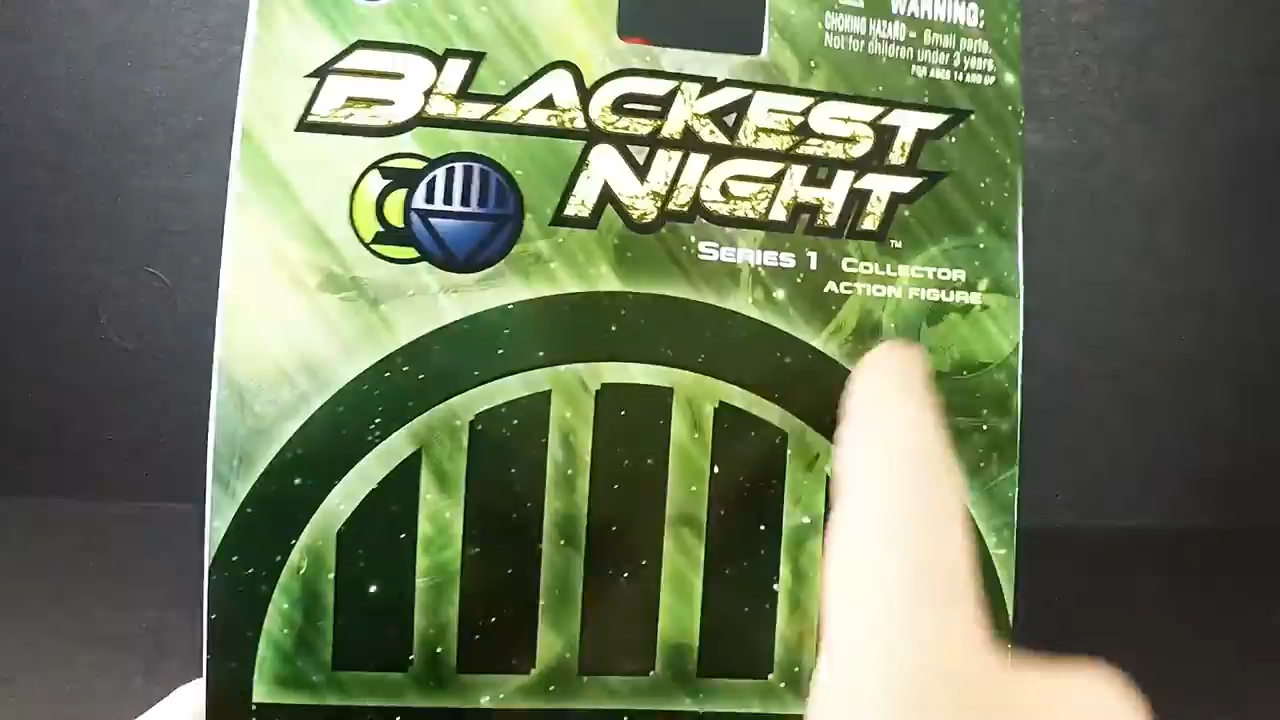 WARNING:
CHOKING HAZARD – Small parts.
Not for children under 3 years.
FOR AGES 14 AND UP
BLACKEST
NIGHT™
SERIES 1 COLLECTOR
ACTION FIGURE